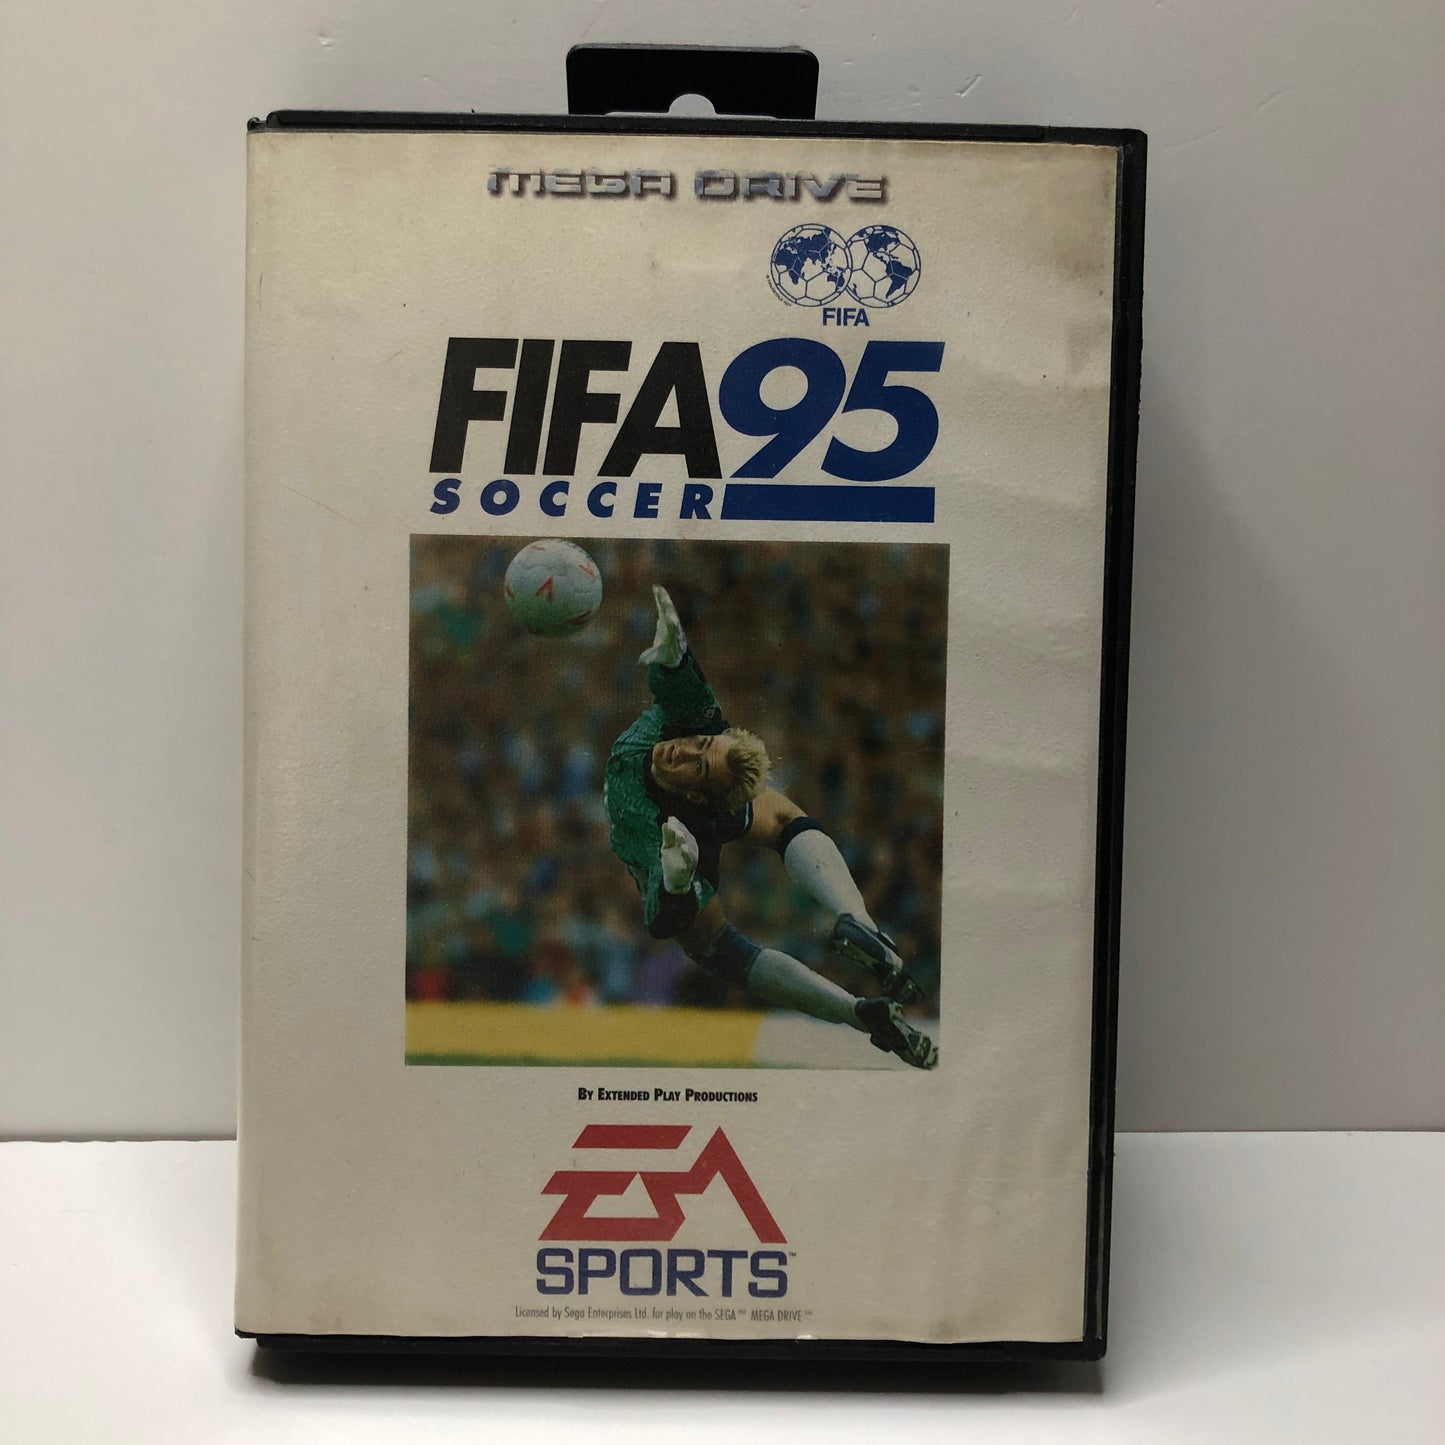 MEGA DRIVE
FIFA
FIFA 95
SOCCER
BY EXTENDED PLAY PRODUCTIONS
EA
SPORTS™
Licensed by Sega Enterprises Ltd. for play on the SEGA™ MEGA DRIVE™